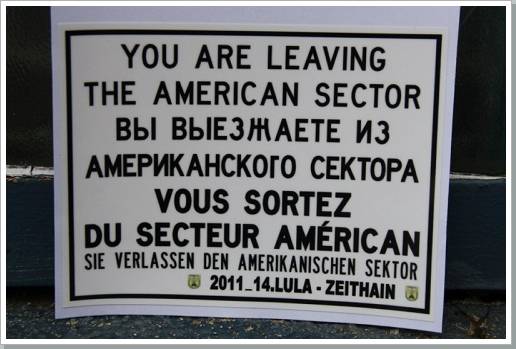 YOU ARE LEAVING
THE AMERICAN SECTOR
ВЫ ВЫЕЗЖАЕТЕ ИЗ
АМЕРИКАНСКОГО СЕКТОРА
VOUS SORTEZ
DU SECTEUR AMÉRICAN
SIE VERLASSEN DEN AMERIKANISCHEN SEKTOR
2011_14.LULA - ZEITHAIN